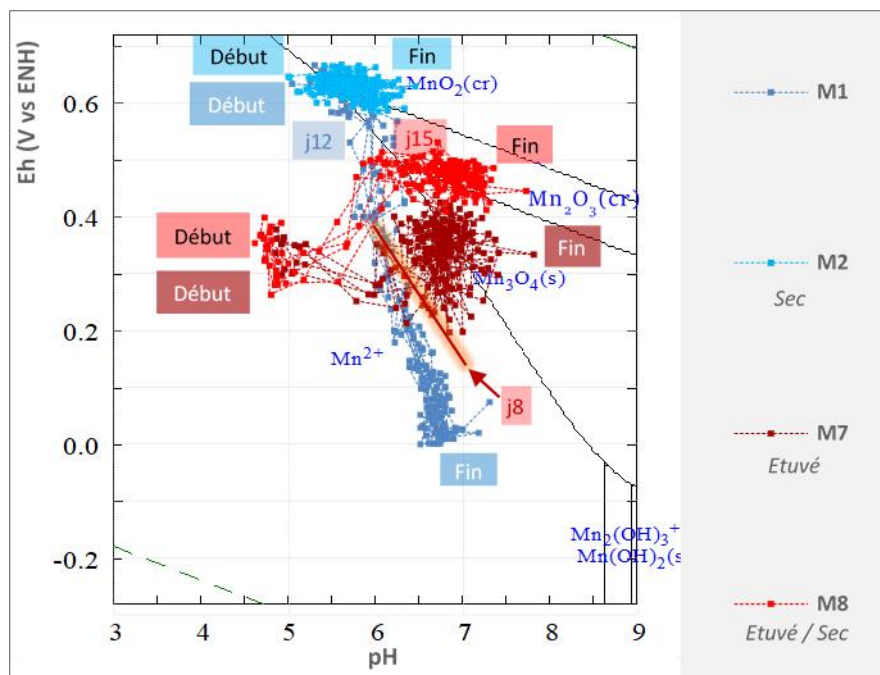 Eh (V vs ENH)
0.6
0.4
0.2
0.0
-0.2
3
4
5
6
7
8
9
pH
Début
Fin
MnO₂(cr)
Début
j12
j15
Fin
Mn₂O₃(cr)
Début
Fin
Début
Mn₃O₄(s)
Mn²⁺
j8
Fin
Mn₂(OH)₃⁺
Mn(OH)₂(s
M1
M2
Sec
M7
Etuvé
M8
Etuvé / Sec